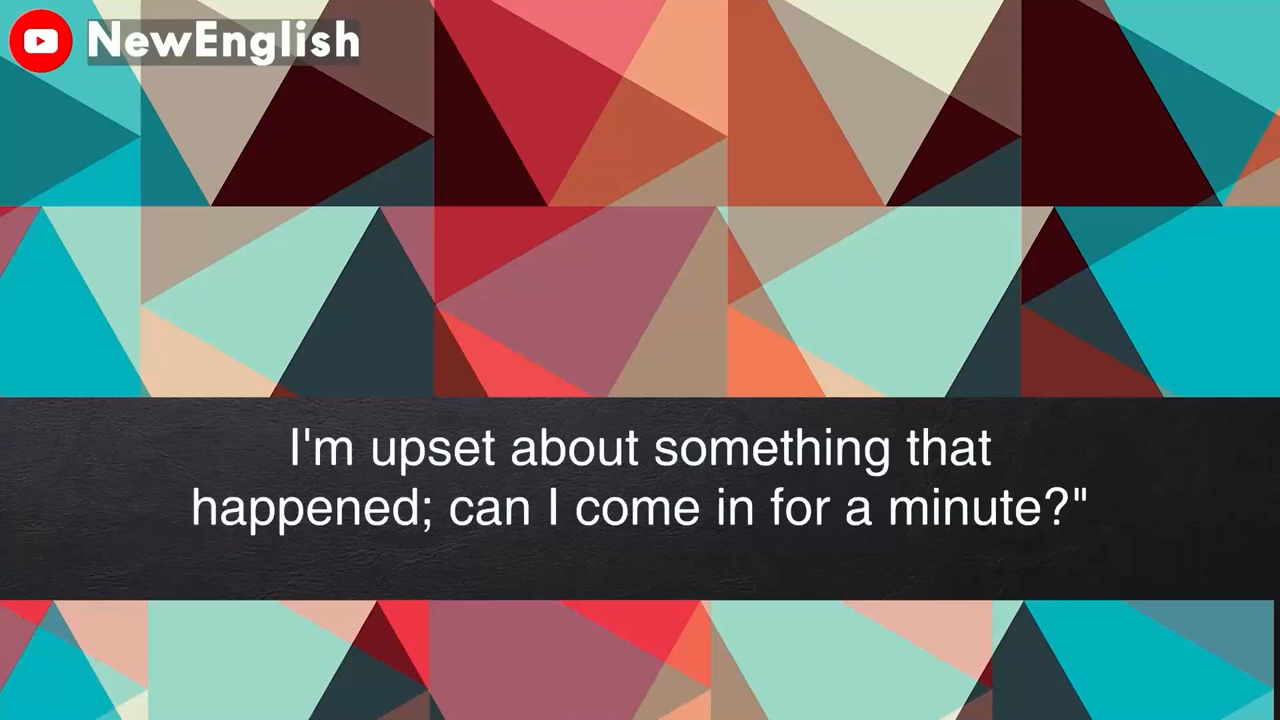 NewEnglish
I'm upset about something that
happened; can I come in for a minute?"